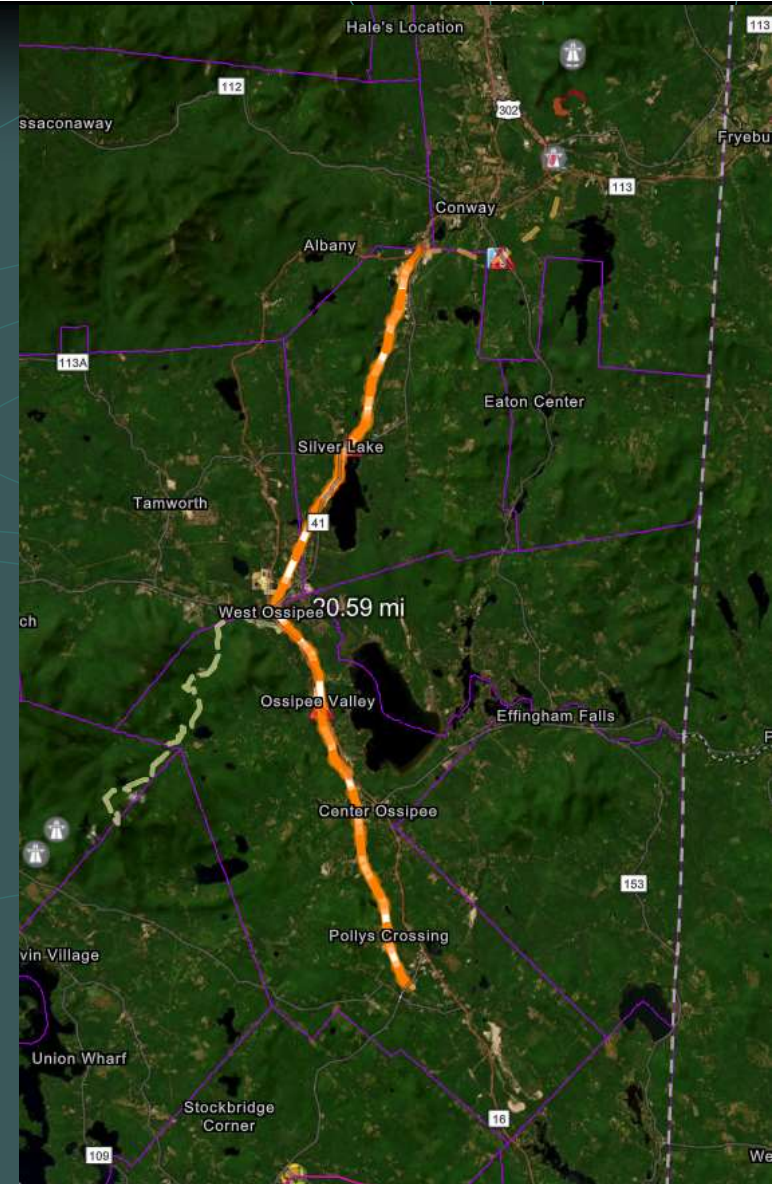 Hale's Location
113
112
302
ssaconaway
Fryebu
113
Conway
Albany
113A
Eaton Center
Silver Lake
Tamworth
41
West Ossipee
20.59 mi
ch
Ossipee Valley
Effingham Falls
F
Center Ossipee
153
Pollys Crossing
vin Village
Union Wharf
Stockbridge
Corner
16
109
We